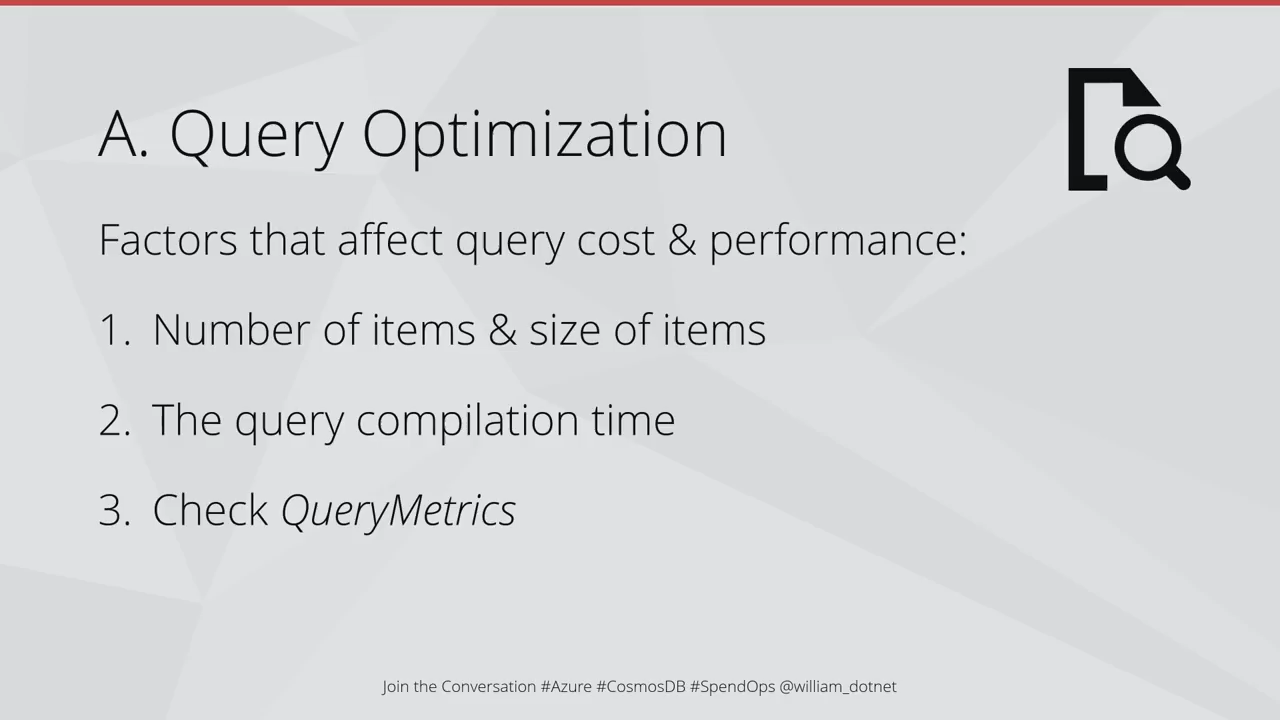 A. Query Optimization
Factors that affect query cost & performance:
1. Number of items & size of items
2. The query compilation time
3. Check QueryMetrics
Join the Conversation #Azure #CosmosDB #SpendOps @william_dotnet